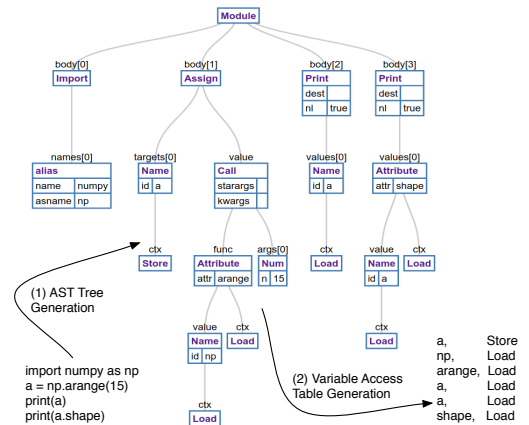 Module
body[0] body[1] body[2] body[3]
Import Assign Print Print
dest dest
nl true nl true
names[0] targets[0] value values[0] values[0]
alias Name Call Name Attribute
name numpy id a starargs id a attr shape
asname np kwargs
ctx func args[0] ctx value ctx
Store Attribute Num Load Name Load
attr arange n 15 id a
(1) AST Tree
Generation
value ctx ctx
Name Load Load
id np
ctx
Load
import numpy as np
a = np.arange(15)
print(a)
print(a.shape)
(2) Variable Access
Table Generation
a, Store
np, Load
arange, Load
a, Load
a, Load
shape, Load